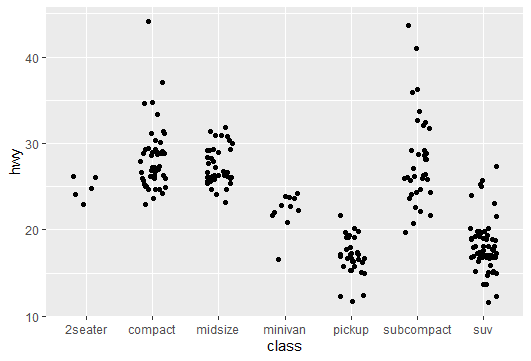 40
30
20
10
hwy
2seater compact midsize minivan pickup subcompact suv
class